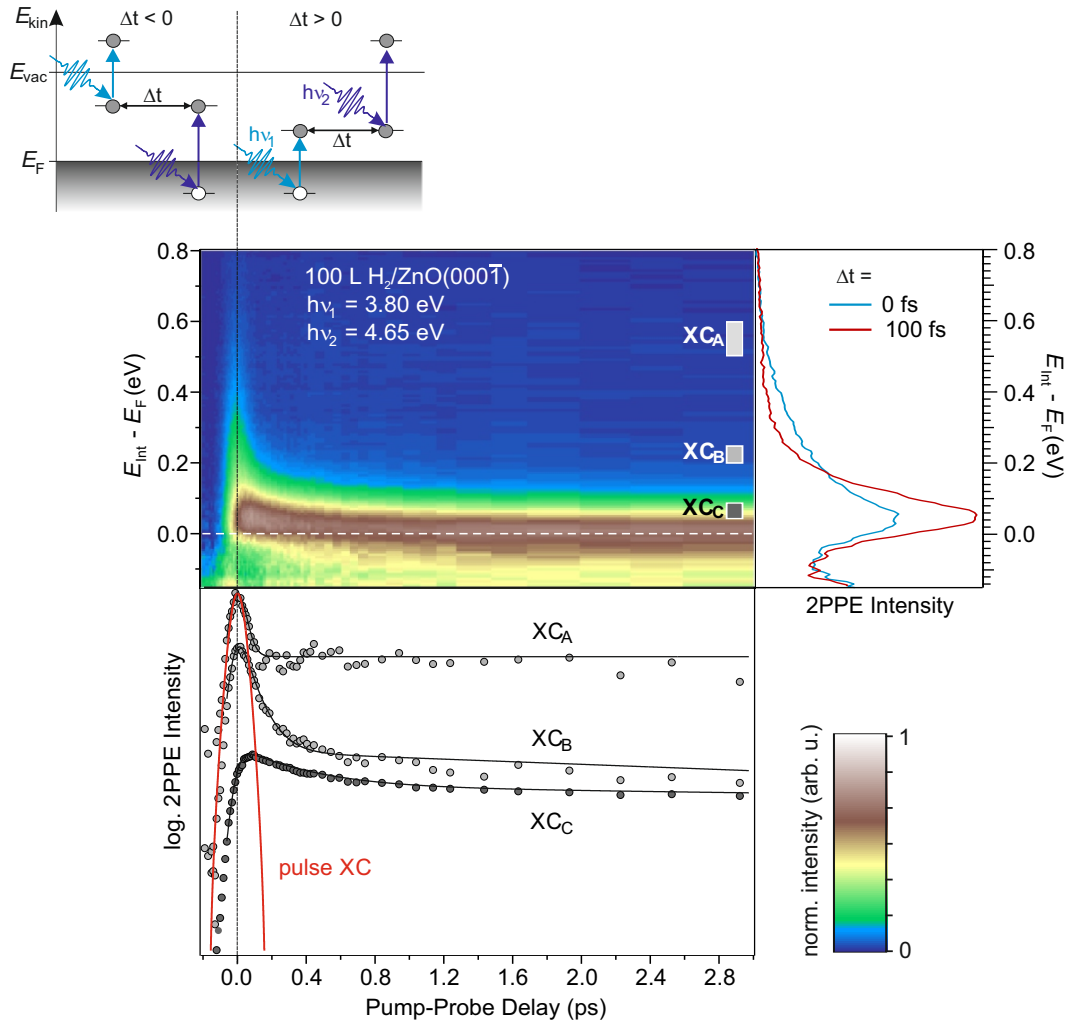 E_kin
Δt < 0
Δt > 0
E_vac
Δt
hν₂
hν₁
Δt
E_F
0.8
0.6
0.4
0.2
0.0
E_Int - E_F (eV)
100 L H₂/ZnO(0001̅)
hν₁ = 3.80 eV
hν₂ = 4.65 eV
XC_A
XC_B
XC_C
Δt =
0 fs
100 fs
0.8
0.6
0.4
0.2
0.0
E_Int - E_F (eV)
2PPE Intensity
log. 2PPE Intensity
XC_A
XC_B
XC_C
pulse XC
0.0
0.4
0.8
1.2
1.6
2.0
2.4
2.8
Pump-Probe Delay (ps)
norm. intensity (arb. u.)
1
0